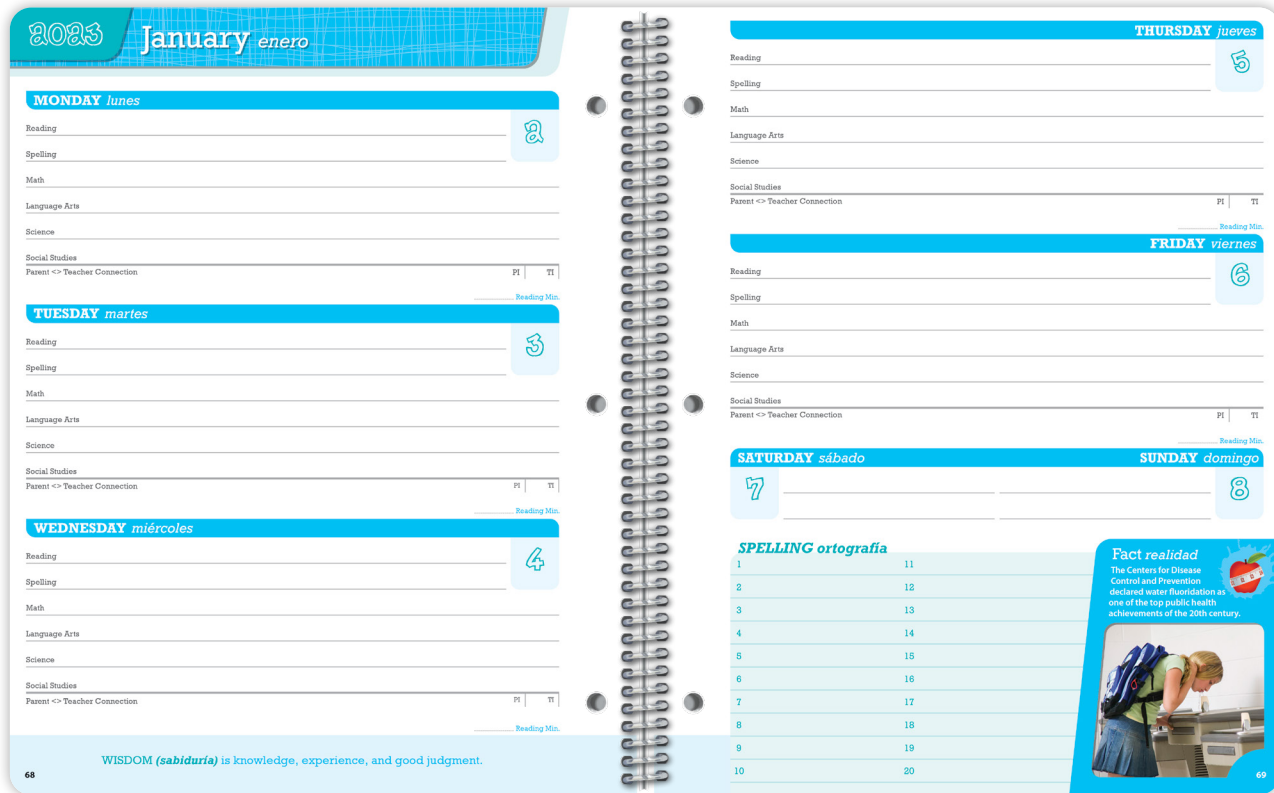 2023
January enero
MONDAY lunes
2
Reading
Spelling
Math
Language Arts
Science
Social Studies
Parent <> Teacher Connection PI TI
Reading Min.
TUESDAY martes
3
Reading
Spelling
Math
Language Arts
Science
Social Studies
Parent <> Teacher Connection PI TI
Reading Min.
WEDNESDAY miércoles
4
Reading
Spelling
Math
Language Arts
Science
Social Studies
Parent <> Teacher Connection PI TI
Reading Min.
WISDOM (sabiduría) is knowledge, experience, and good judgment.
68
THURSDAY jueves
5
Reading
Spelling
Math
Language Arts
Science
Social Studies
Parent <> Teacher Connection PI TI
Reading Min.
FRIDAY viernes
6
Reading
Spelling
Math
Language Arts
Science
Social Studies
Parent <> Teacher Connection PI TI
Reading Min.
SATURDAY sábado SUNDAY domingo
7 8
SPELLING ortografía
1 11
2 12
3 13
4 14
5 15
6 16
7 17
8 18
9 19
10 20
Fact realidad
The Centers for Disease
Control and Prevention
declared water fluoridation as
one of the top public health
achievements of the 20th century.
69